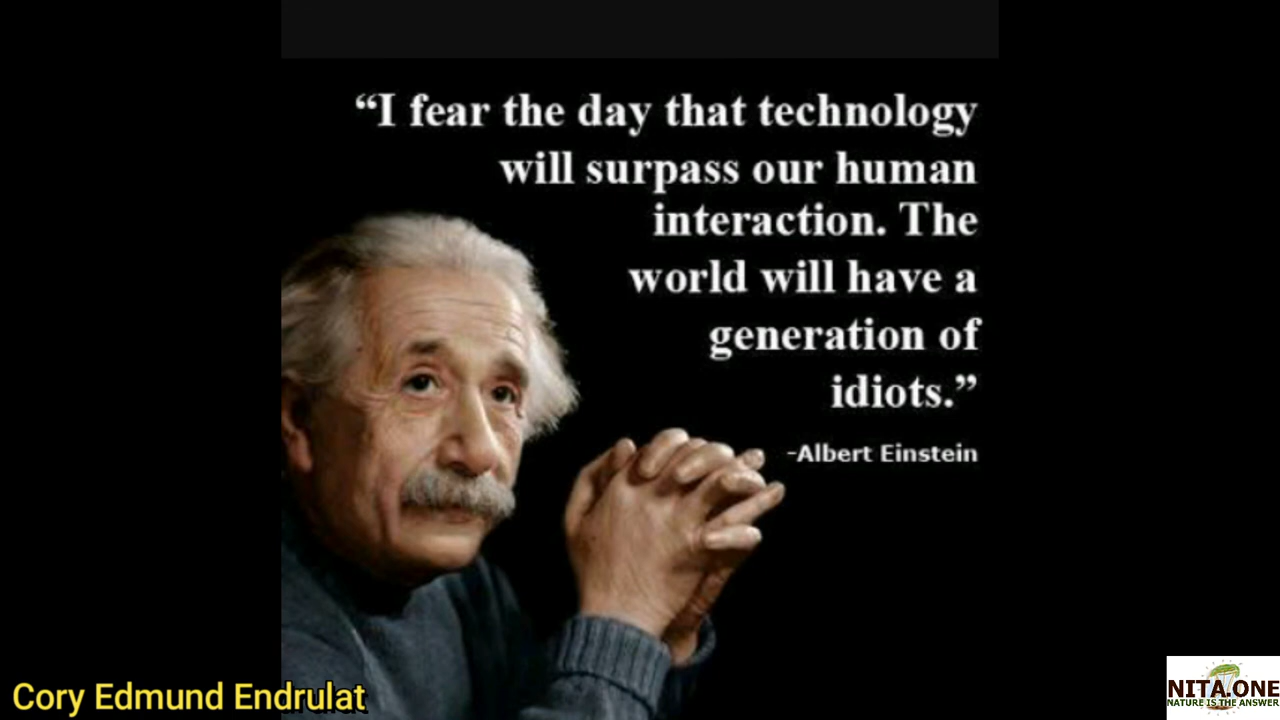 “I fear the day that technology
will surpass our human
interaction. The
world will have a
generation of
idiots.”
-Albert Einstein
Cory Edmund Endrulat
NITA.ONE
NATURE IS THE ANSWER